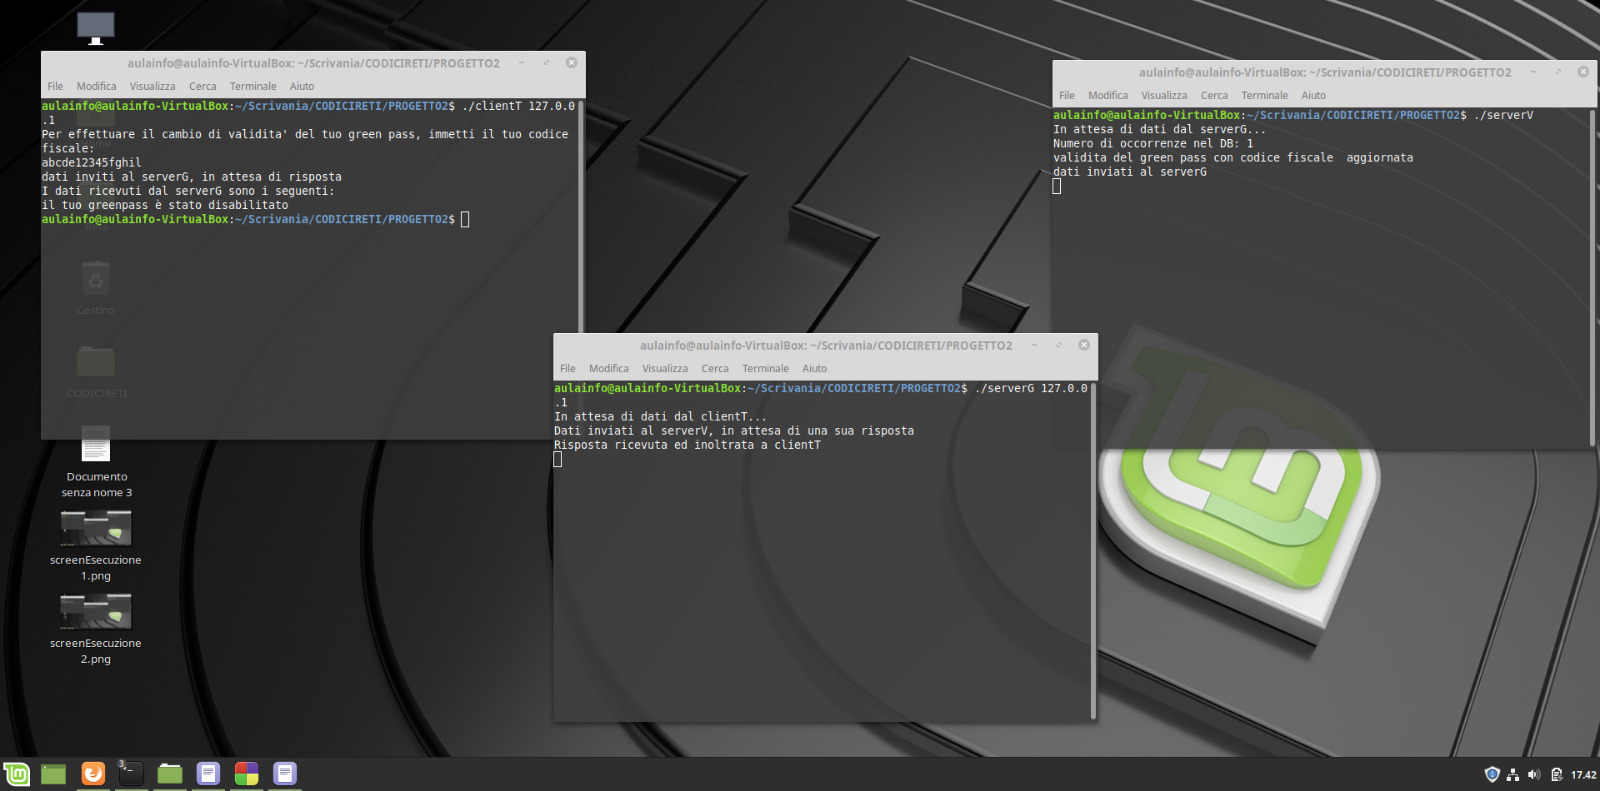 aulainfo@aulainfo-VirtualBox: ~/Scrivania/CODICIRETI/PROGETTO2
File Modifica Visualizza Cerca Terminale Aiuto
aulainfo@aulainfo-VirtualBox:~/Scrivania/CODICIRETI/PROGETTO2$ ./clientT 127.0.0
.1
Per effettuare il cambio di validita' del tuo green pass, immetti il tuo codice
fiscale:
abcde12345fghil
dati inviti al serverG, in attesa di risposta
I dati ricevuti dal serverG sono i seguenti:
il tuo greenpass è stato disabilitato
aulainfo@aulainfo-VirtualBox:~/Scrivania/CODICIRETI/PROGETTO2$
Rete
Cestino
CODICIRETI
Documento
senza nome 3
screenEsecuzione
1.png
screenEsecuzione
2.png
aulainfo@aulainfo-VirtualBox: ~/Scrivania/CODICIRETI/PROGETTO2
File Modifica Visualizza Cerca Terminale Aiuto
aulainfo@aulainfo-VirtualBox:~/Scrivania/CODICIRETI/PROGETTO2$ ./serverV
In attesa di dati dal serverG...
Numero di occorrenze nel DB: 1
validita del green pass con codice fiscale  aggiornata
dati inviati al serverG
aulainfo@aulainfo-VirtualBox: ~/Scrivania/CODICIRETI/PROGETTO2
File Modifica Visualizza Cerca Terminale Aiuto
aulainfo@aulainfo-VirtualBox:~/Scrivania/CODICIRETI/PROGETTO2$ ./serverG 127.0.0
.1
In attesa di dati dal clientT...
Dati inviati al serverV, in attesa di una sua risposta
Risposta ricevuta ed inoltrata a clientT
3
17.42